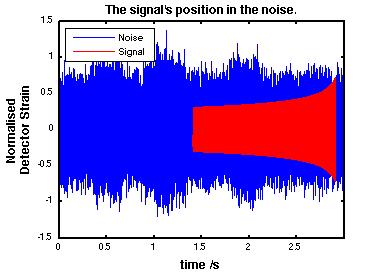 The signal's position in the noise.
1.5
Noise
Signal
1
0.5
0
-0.5
-1
-1.5
Normalised
Detector Strain
0
0.5
1
1.5
2
2.5
time /s